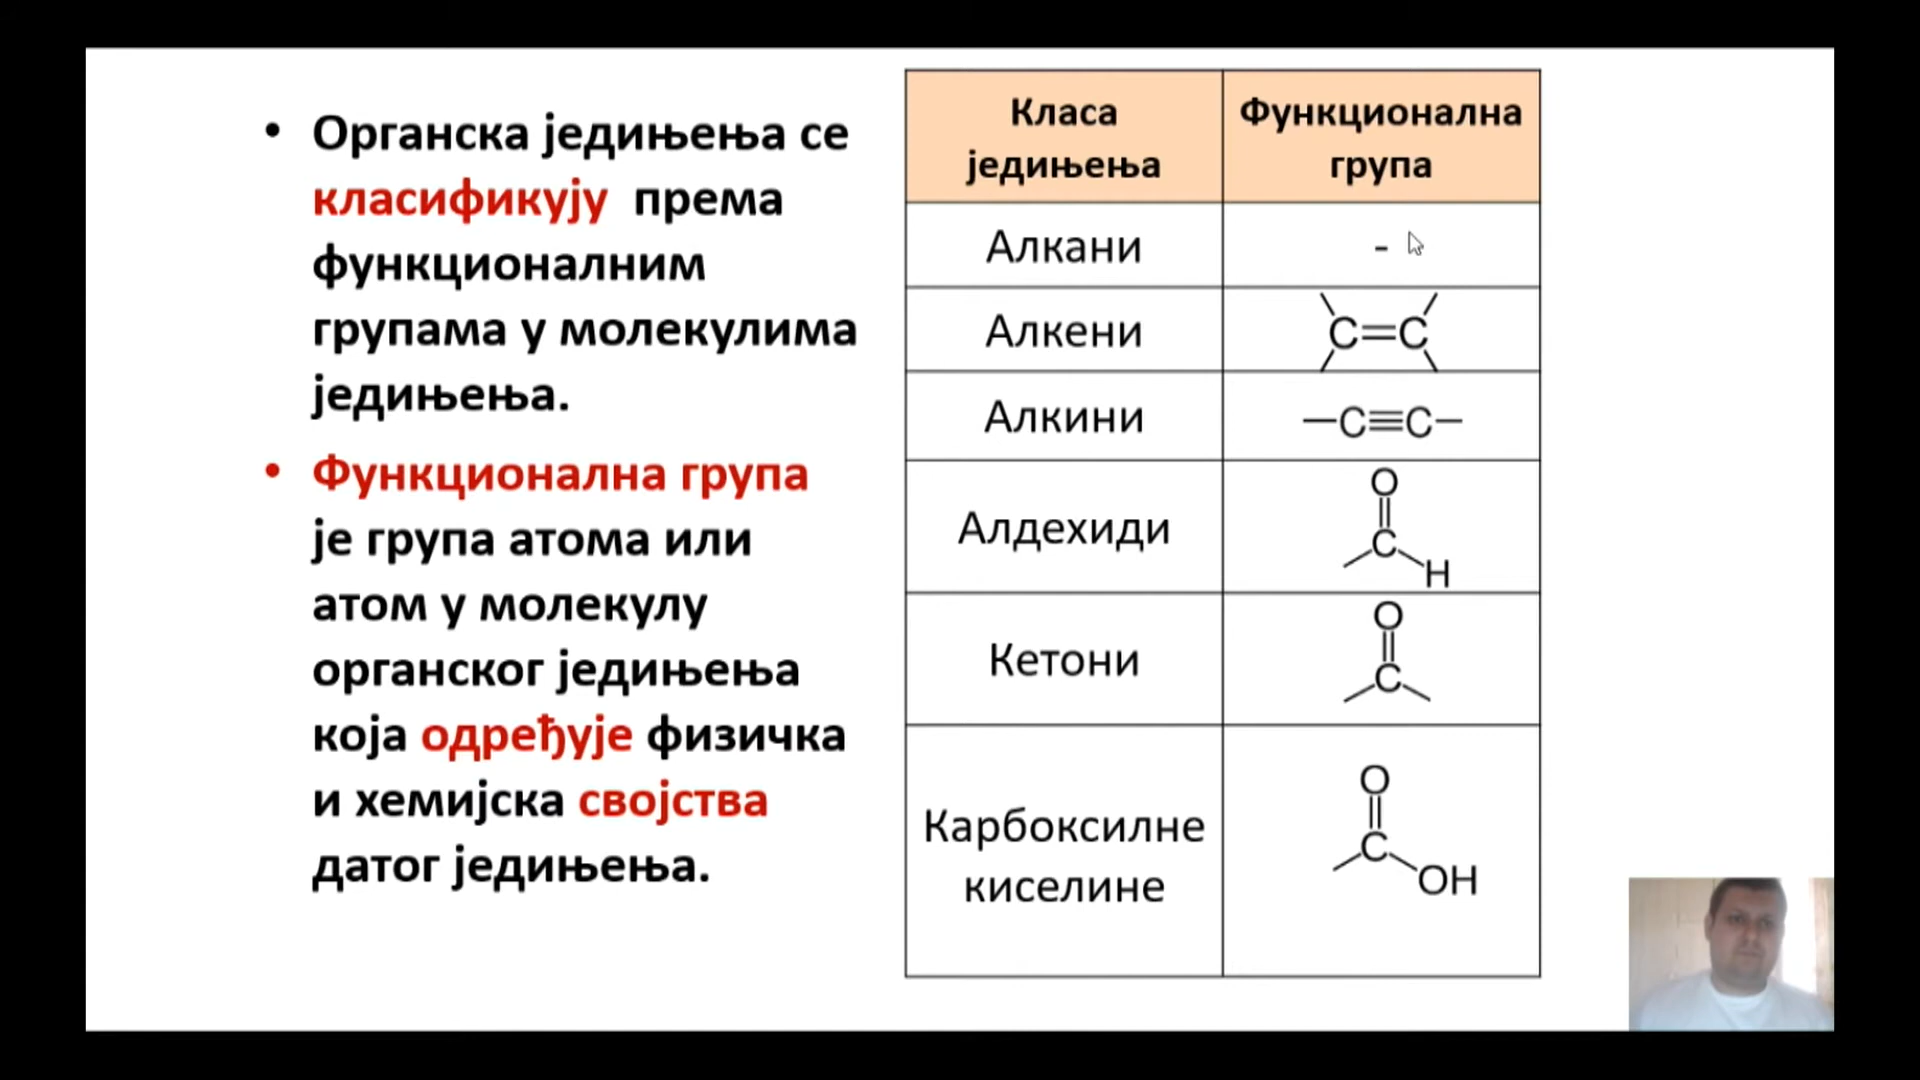 • Органска једињења се
класификују према
функционалним
групама у молекулима
једињења.
• Функционална група
је група атома или
атом у молекулу
органског једињења
која одређује физичка
и хемијска својства
датог једињења.
Класа једињења
Функционална група
Алкани
-
Алкени
C=C
Алкини
—C≡C—
Алдехиди
O
C
H
Кетони
O
C
Карбоксилне
киселине
O
C
OH